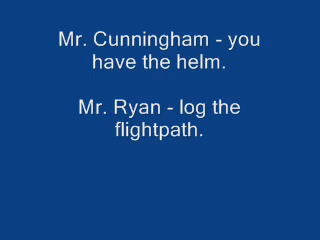 Mr. Cunningham - you
have the helm.
Mr. Ryan - log the
flightpath.